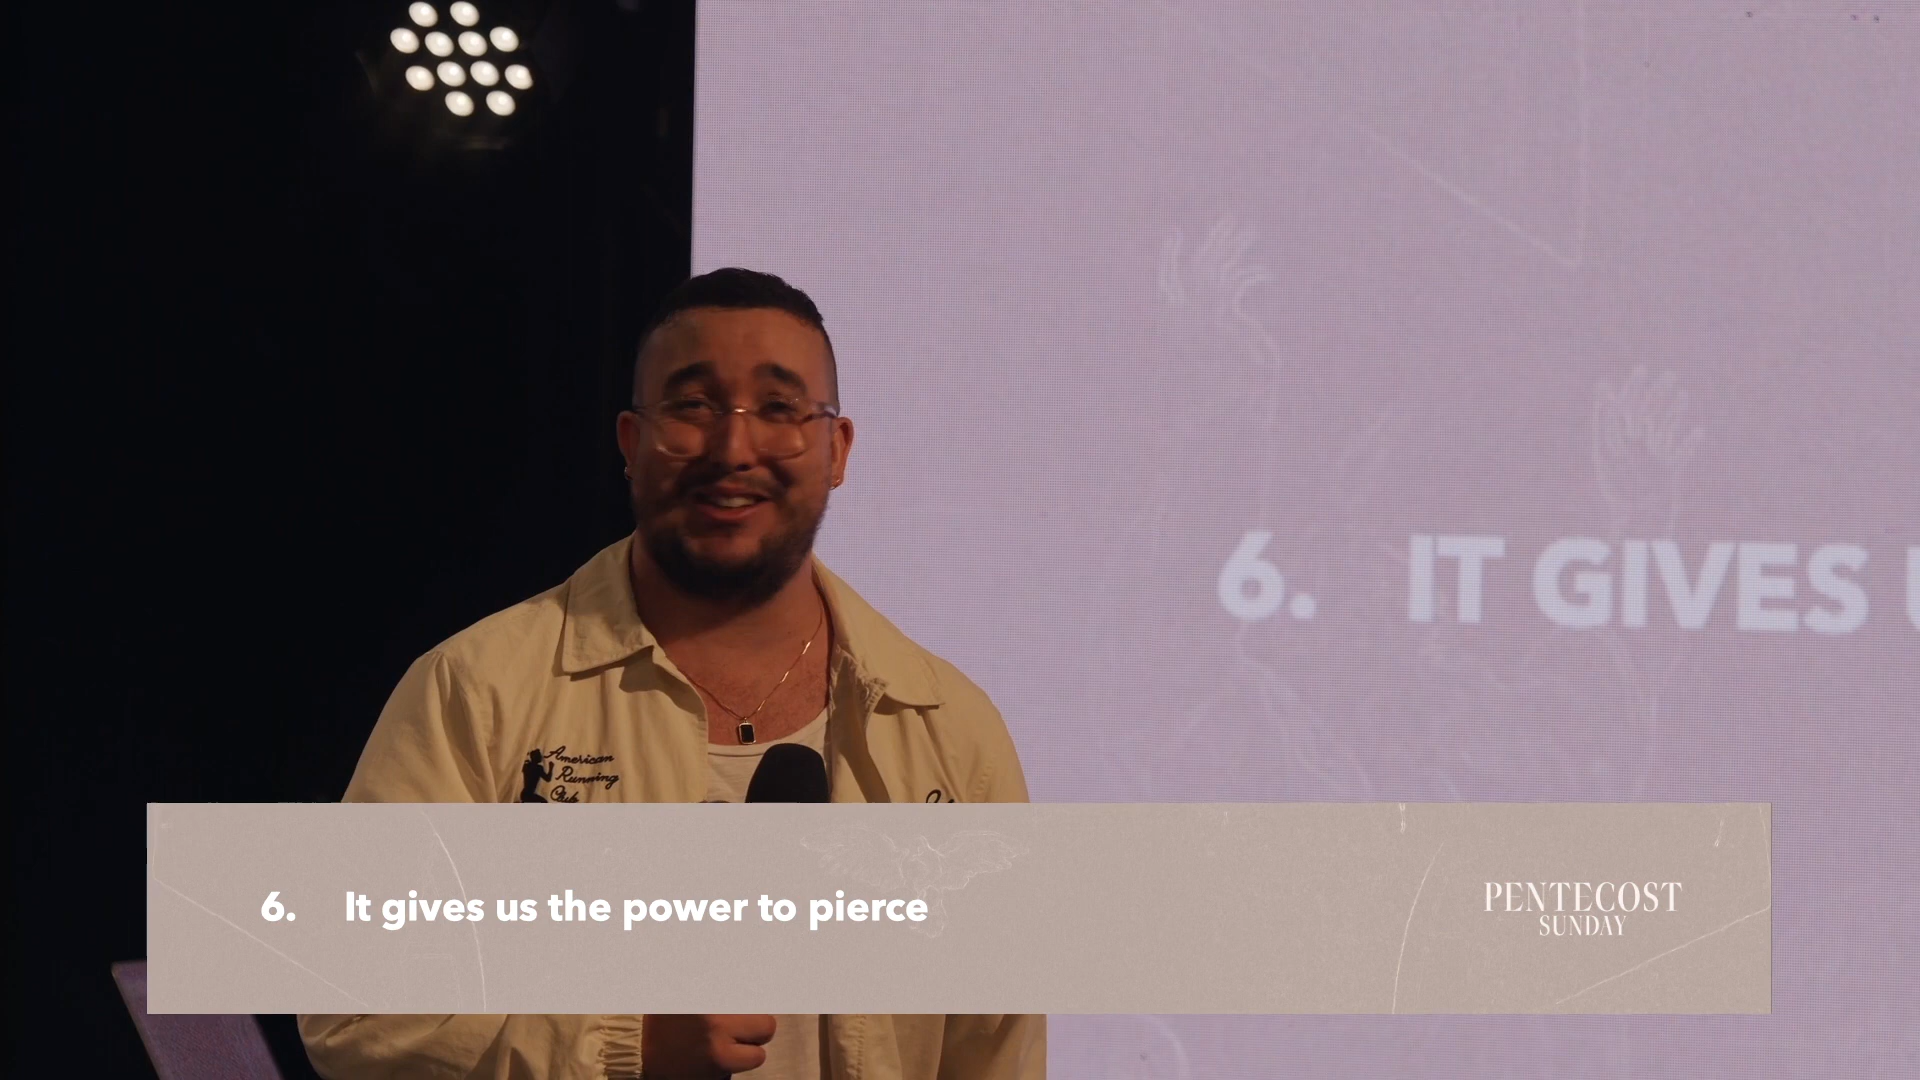 6. IT GIVES
American
Running
Club
6. It gives us the power to pierce
PENTECOST
SUNDAY